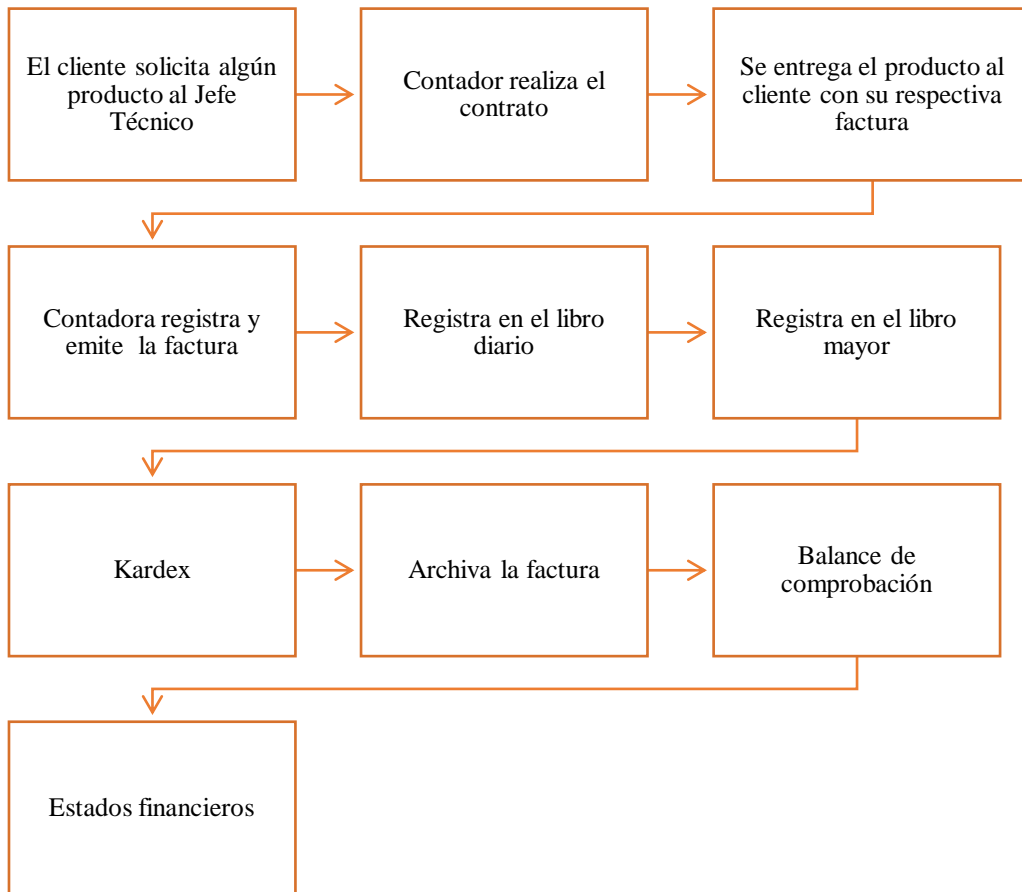 El cliente solicita algún
producto al Jefe
Técnico
Contador realiza el
contrato
Se entrega el producto al
cliente con su respectiva
factura
Contadora registra y
emite la factura
Registra en el libro
diario
Registra en el libro
mayor
Kardex
Archiva la factura
Balance de
comprobación
Estados financieros